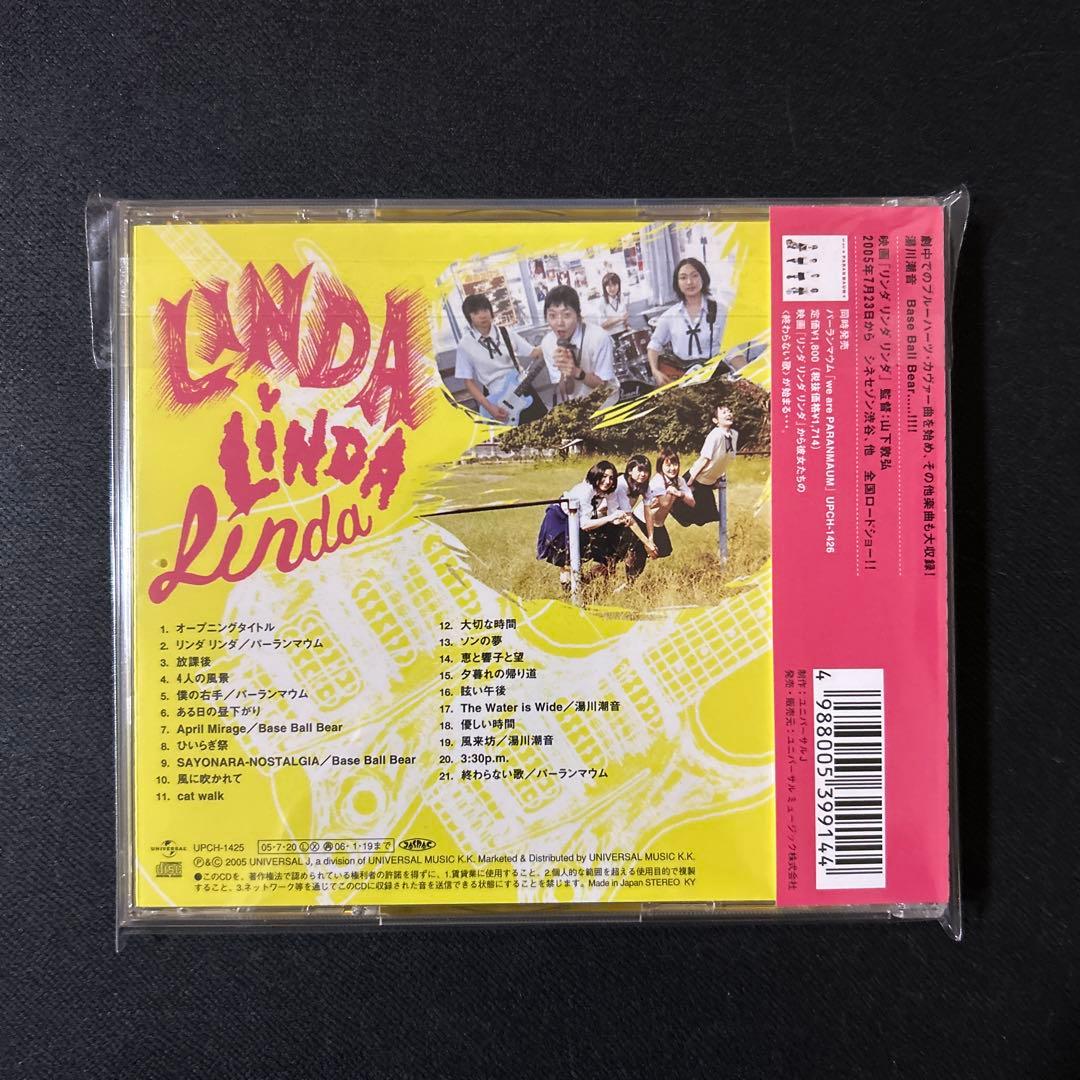 LINDA
LINDA
Linda
1. オープニングタイトル
2. リンダ リンダ／パーランマウム
3. 放課後
4. 4人の風景
5. 僕の右手／パーランマウム
6. ある日の昼下がり
7. April Mirage／Base Ball Bear
8. ひいらぎ祭
9. SAYONARA-NOSTALGIA／Base Ball Bear
10. 風に吹かれて
11. cat walk
12. 大切な時間
13. ソンの夢
14. 恵と響子と望
15. 夕暮れの帰り道
16. 眩い午後
17. The Water is Wide／湯川潮音
18. 優しい時間
19. 風来坊／湯川潮音
20. 3:30p.m.
21. 終わらない歌／パーランマウム
UNIVERSAL
UPCH-1425
05・7・20 Ⓛ Ⓧ 再 06・1・19まで
JASRAC
Ⓟ&Ⓒ 2005 UNIVERSAL J, a division of UNIVERSAL MUSIC K.K. Marketed & Distributed by UNIVERSAL MUSIC K.K.
●このCDを、著作権法で認められている権利者の許諾を得ずに、1.賃貸業に使用すること、2.個人的な範囲を超える使用目的で複製
すること、3.ネットワーク等を通じてこのCDに収録された音を送信できる状態にすることを禁じます。 Made in Japan STEREO KY
劇中でのブルーハーツ・カヴァー曲を始め、その他楽曲も大収録！
湯川潮音 Base Ball Bear.....!!!!
映画「リンダ リンダ リンダ」 監督：山下敦弘
2005年7月23日から シネセゾン渋谷、他 全国ロードショー!!
同時発売
パーランマウム「we are PARANMAUM」 UPCH-1426
定価¥1,800（税抜価格¥1,714）
映画「リンダ リンダ リンダ」から彼女たちの
〈終わらない歌〉が始まる・・・。
4 988005 399144
制作：ユニバーサルJ
発売・販売元：ユニバーサル ミュージック株式会社